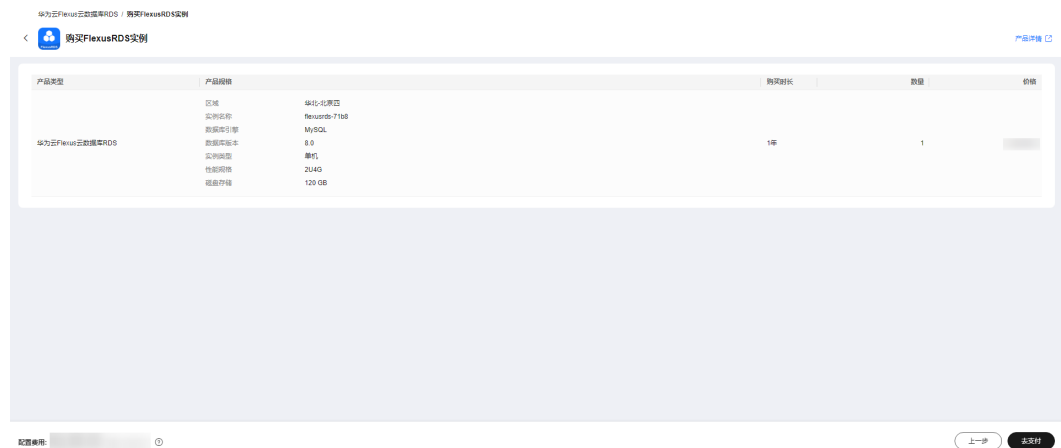 华为云Flexus云数据库RDS / 购买FlexusRDS实例
购买FlexusRDS实例
产品详情
产品类型 产品规格 购买时长 数量 价格
区域 华北-北京四
实例名称 flexusrds-71b8
数据库引擎 MySQL
华为云Flexus云数据库RDS 数据库版本 8.0 1年 1
实例类型 单机
性能规格 2U4G
磁盘存储 120 GB
配置费用:
上一步 去支付